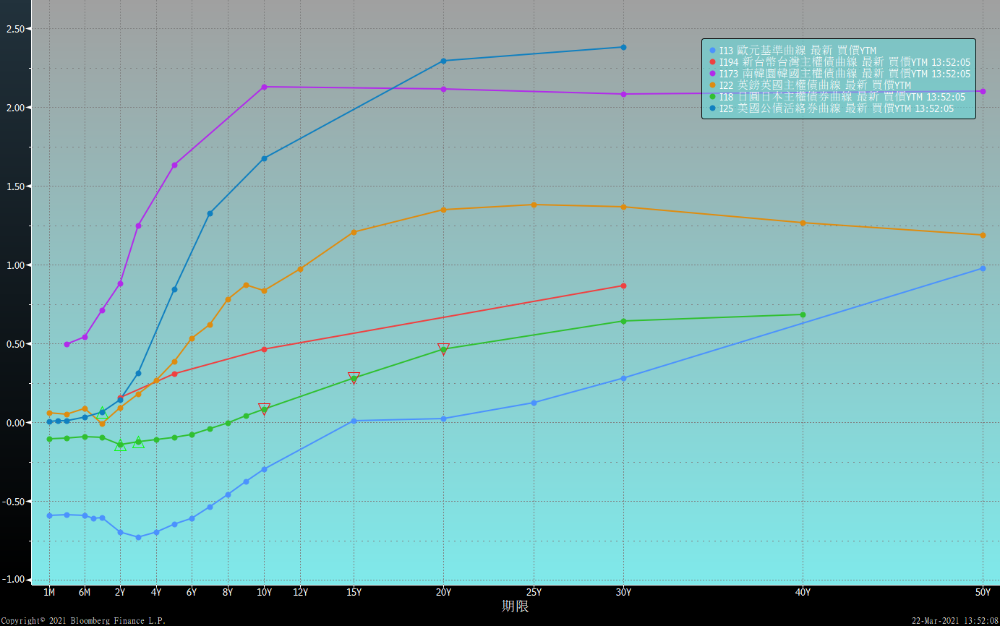 2.50
2.00
1.50
1.00
0.50
0.00
-0.50
-1.00
I13 歐元基準曲線 最新 買價YTM
I194 新台幣台灣主權債曲線 最新 買價YTM 13:52:05
I173 南韓圜韓國主權債曲線 最新 買價YTM 13:52:05
I22 英鎊英國主權債曲線 最新 買價YTM
I18 日圓日本主權債券曲線 最新 買價YTM 13:52:05
I25 美國公債活絡券曲線 最新 買價YTM 13:52:05
1M 6M 2Y 4Y 6Y 8Y 10Y 12Y 15Y 20Y 25Y 30Y 40Y 50Y
期限
Copyright© 2021 Bloomberg Finance L.P.
22-Mar-2021 13:52:08